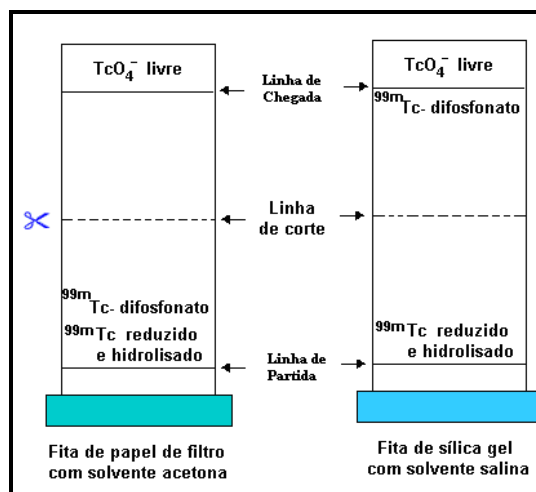 TcO₄⁻ livre
Linha de
Chegada
TcO₄⁻ livre
⁹⁹ᵐTc- difosfonato
Linha
de corte
⁹⁹ᵐTc- difosfonato
⁹⁹ᵐTc reduzido
e hidrolisado
Linha de
Partida
⁹⁹ᵐTc reduzido
e hidrolisado
Fita de papel de filtro
com solvente acetona
Fita de sílica gel
com solvente salina